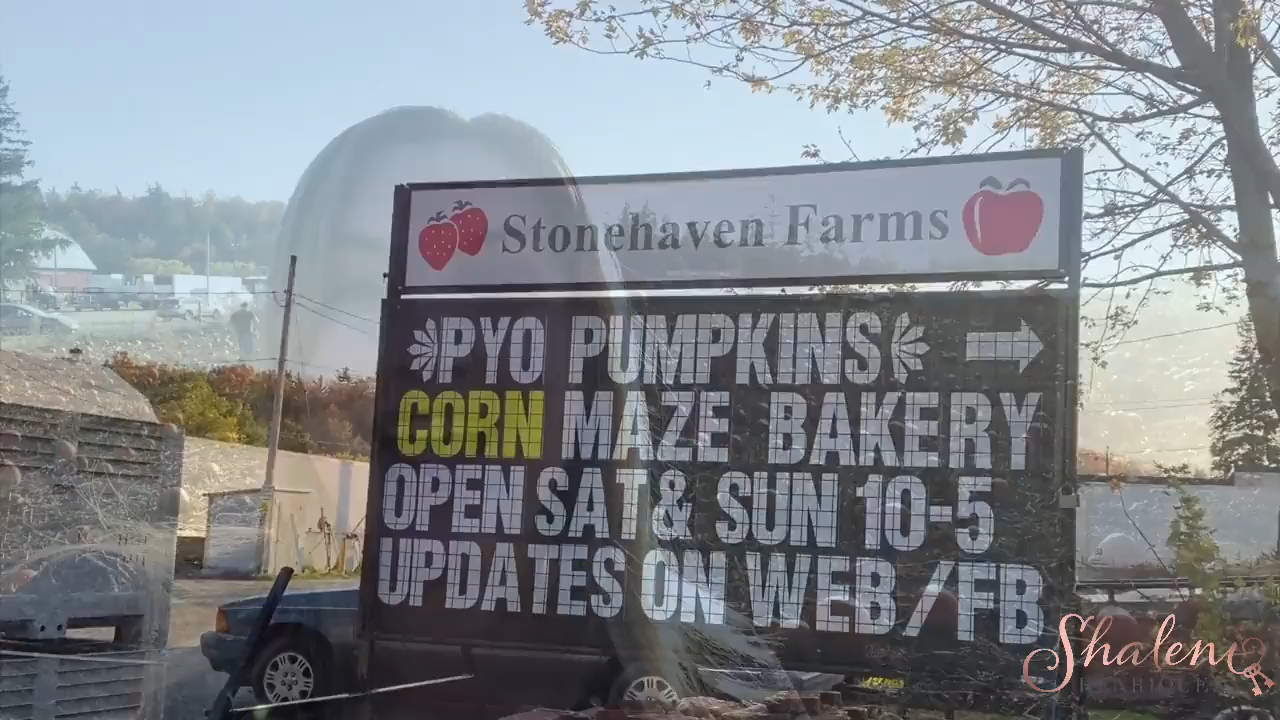 Stonehaven Farms
PYO PUMPKINS
CORN MAZE BAKERY
OPEN SAT & SUN 10-5
UPDATES ON WEB/FB
Shalene